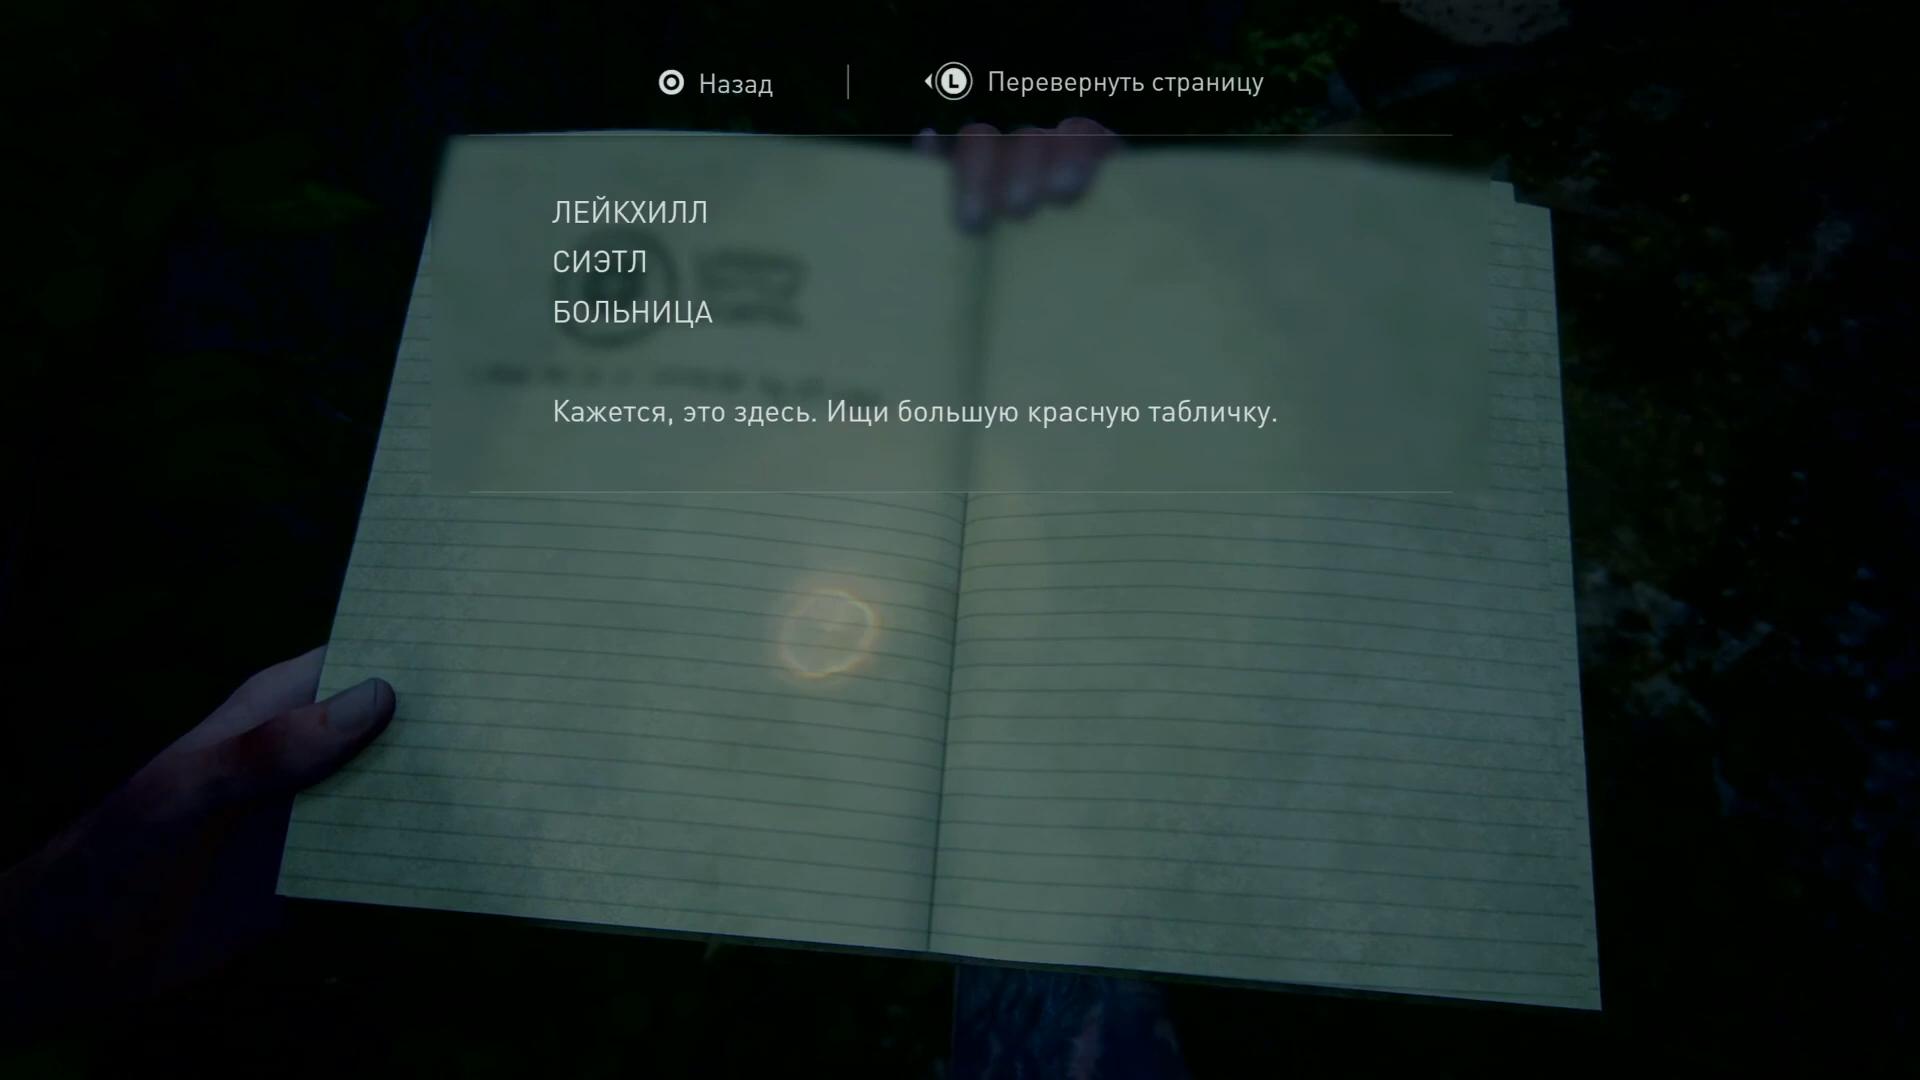 Назад
L Перевернуть страницу
ЛЕЙКХИЛЛ
СИЭТЛ
БОЛЬНИЦА
Кажется, это здесь. Ищи большую красную табличку.